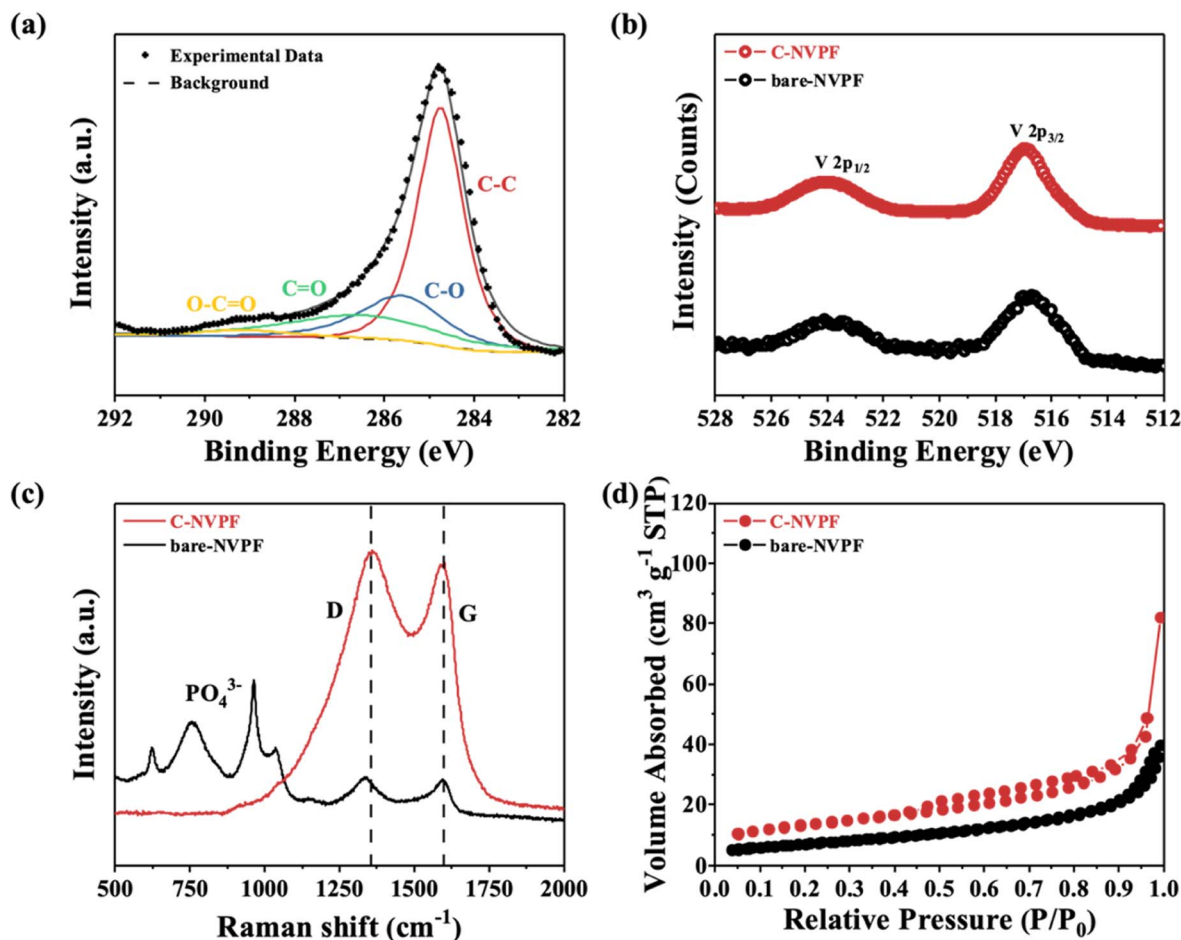 (a)
Experimental Data
Background
C-C
C=O
C-O
O-C=O
Intensity (a.u.)
292 290 288 286 284 282
Binding Energy (eV)
(b)
C-NVPF
bare-NVPF
V 2p3/2
V 2p1/2
Intensity (Counts)
528 526 524 522 520 518 516 514 512
Binding Energy (eV)
(c)
C-NVPF
bare-NVPF
D
G
PO4^3-
Intensity (a.u.)
500 750 1000 1250 1500 1750 2000
Raman shift (cm^-1)
(d)
C-NVPF
bare-NVPF
Volume Absorbed (cm^3 g^-1 STP)
120
100
80
60
40
20
0
0.0 0.1 0.2 0.3 0.4 0.5 0.6 0.7 0.8 0.9 1.0
Relative Pressure (P/P0)